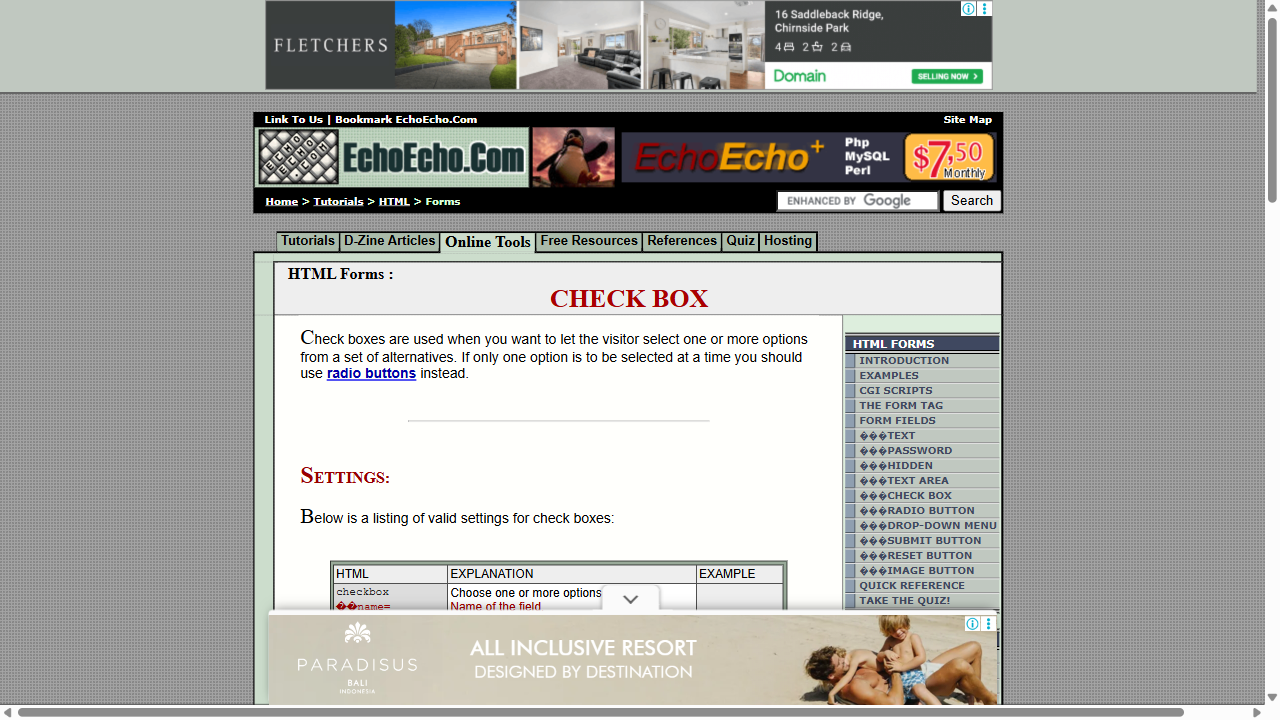 FLETCHERS
16 Saddleback Ridge,
Chirnside Park
4 2 2
Domain
SELLING NOW >
Link To Us | Bookmark EchoEcho.Com
Site Map
ECHO ECHO .COM
EchoEcho.Com
EchoEcho+
Php
MySQL
Perl
$7,50
Monthly
Home > Tutorials > HTML > Forms
ENHANCED BY Google
Search
Tutorials
D-Zine Articles
Online Tools
Free Resources
References
Quiz
Hosting
HTML Forms :
CHECK BOX
Check boxes are used when you want to let the visitor select one or more options
from a set of alternatives. If only one option is to be selected at a time you should
use radio buttons instead.
SETTINGS:
Below is a listing of valid settings for check boxes:
HTML EXPLANATION EXAMPLE
checkbox Choose one or more options
��name= Name of the field
HTML FORMS
INTRODUCTION
EXAMPLES
CGI SCRIPTS
THE FORM TAG
FORM FIELDS
���TEXT
���PASSWORD
���HIDDEN
���TEXT AREA
���CHECK BOX
���RADIO BUTTON
���DROP-DOWN MENU
���SUBMIT BUTTON
���RESET BUTTON
���IMAGE BUTTON
QUICK REFERENCE
TAKE THE QUIZ!
PARADISUS
BALI
INDONESIA
ALL INCLUSIVE RESORT
DESIGNED BY DESTINATION